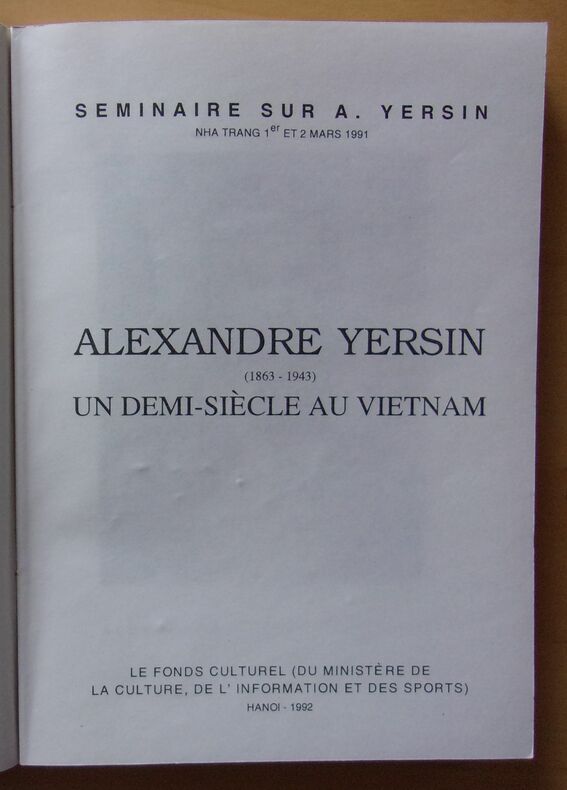 SEMINAIRE SUR A. YERSIN
NHA TRANG 1er ET 2 MARS 1991
ALEXANDRE YERSIN
(1863 - 1943)
UN DEMI-SIÈCLE AU VIETNAM
LE FONDS CULTUREL (DU MINISTÈRE DE
LA CULTURE, DE L' INFORMATION ET DES SPORTS)
HANOI - 1992